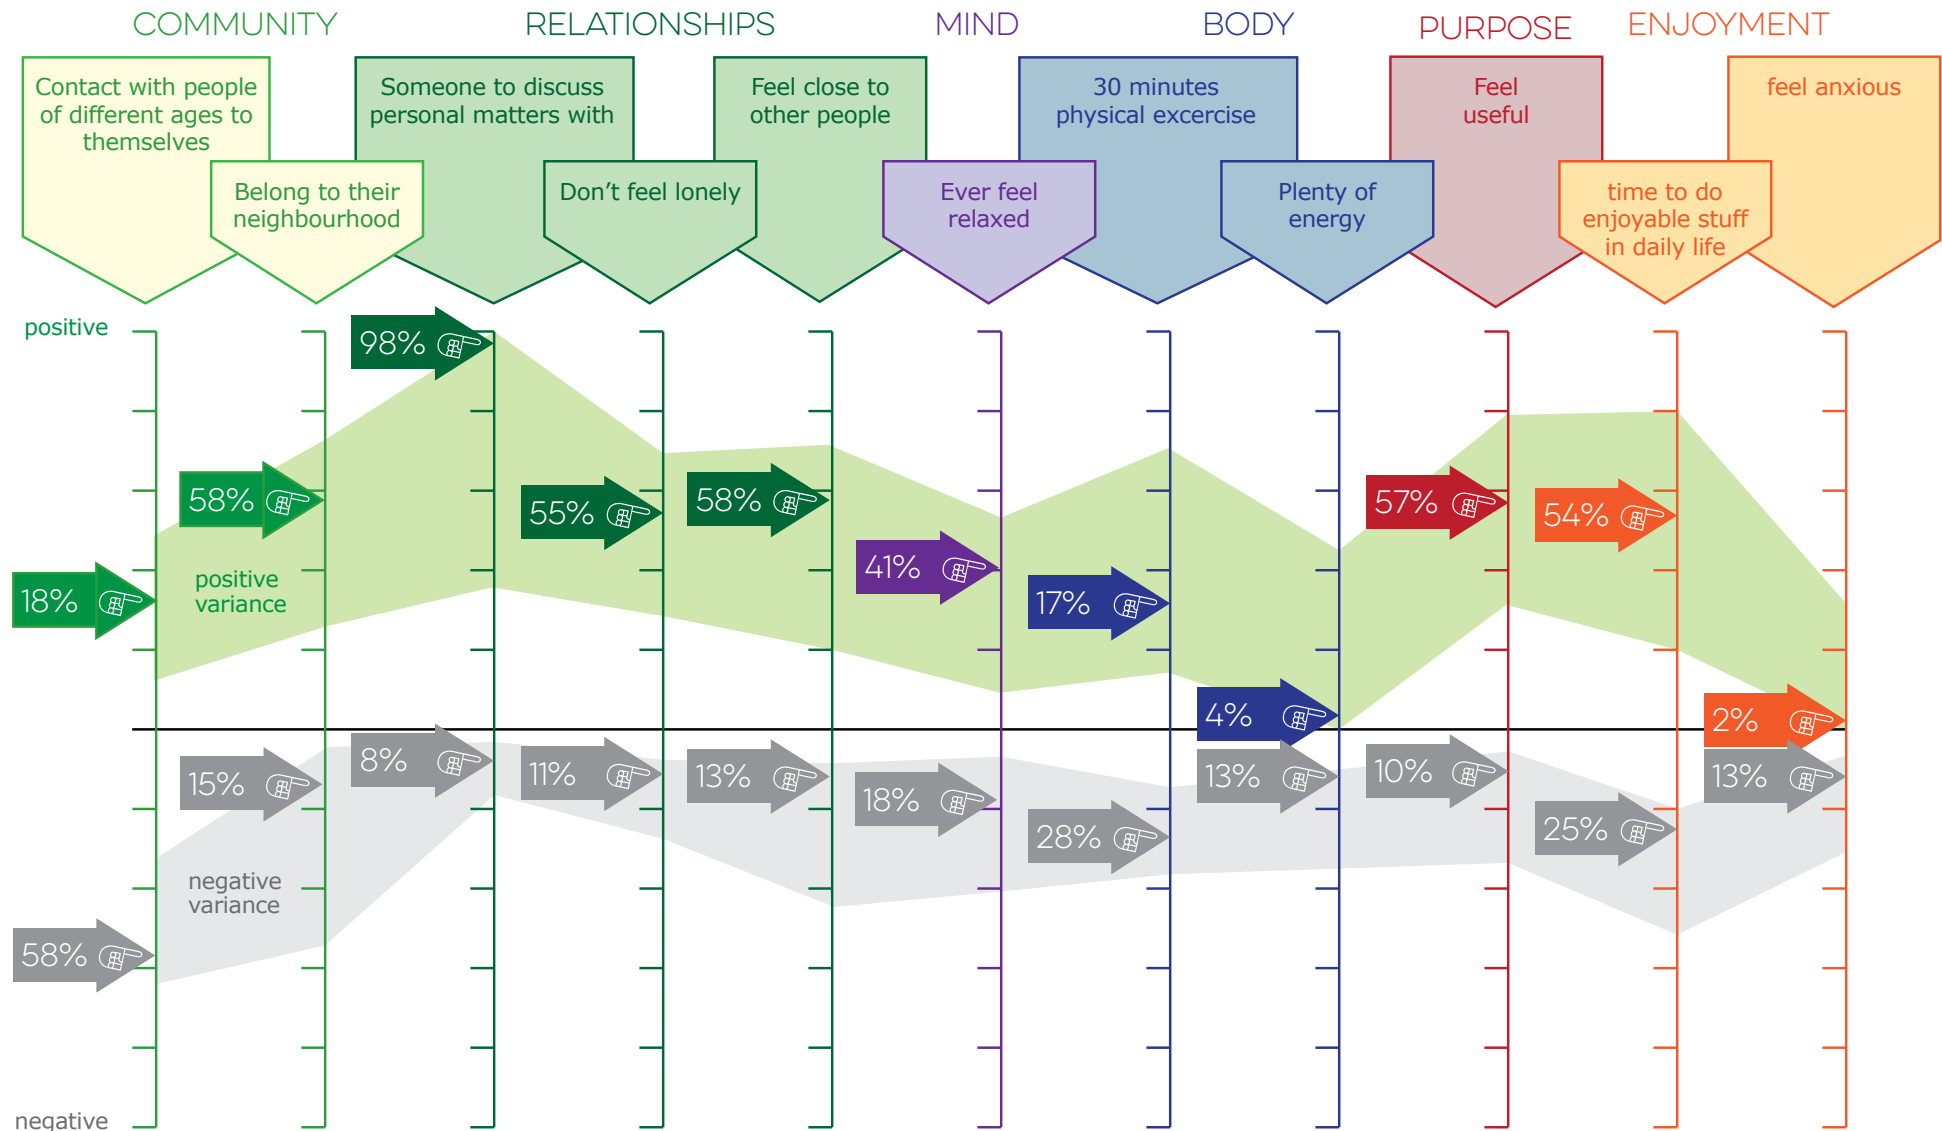 COMMUNITY
RELATIONSHIPS
MIND
BODY
PURPOSE
ENJOYMENT
Contact with people
of different ages to
themselves
Belong to their
neighbourhood
Someone to discuss
personal matters with
Don't feel lonely
Feel close to
other people
Ever feel
relaxed
30 minutes
physical excercise
Plenty of
energy
Feel
useful
time to do
enjoyable stuff
in daily life
feel anxious
positive
18%
58%
98%
55%
58%
41%
17%
4%
57%
54%
2%
positive
variance
58%
15%
8%
11%
13%
18%
28%
13%
10%
25%
13%
negative
variance
negative